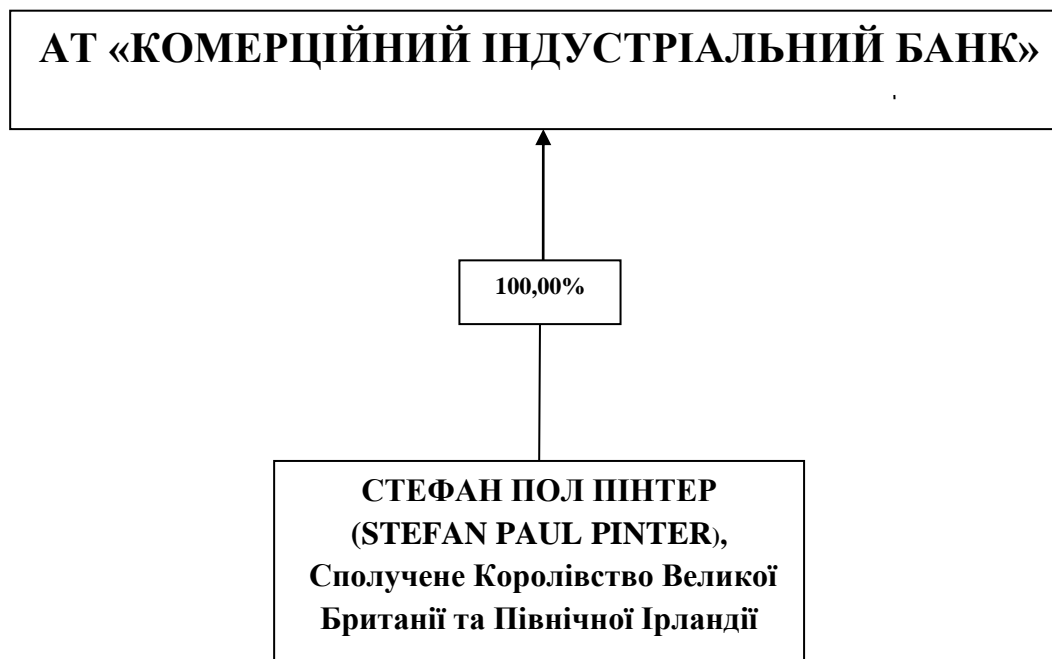 АТ «КОМЕРЦІЙНИЙ ІНДУСТРІАЛЬНИЙ БАНК»
100,00%
СТЕФАН ПОЛ ПІНТЕР
(STEFAN PAUL PINTER),
Сполучене Королівство Великої
Британії та Північної Ірландії